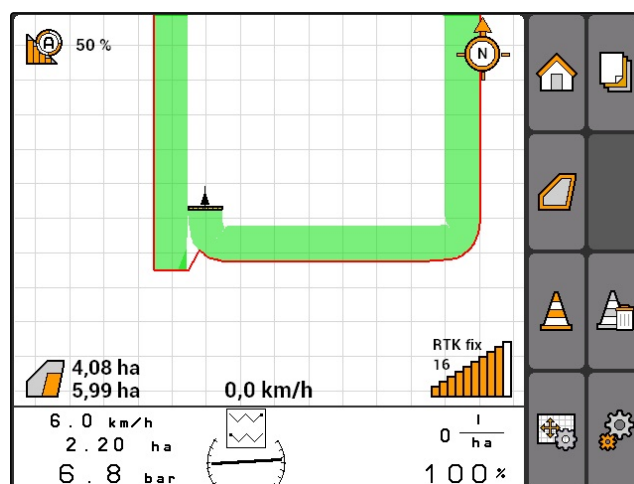 A
50 %
N
RTK fix
16
4,08 ha
5,99 ha
0,0 km/h
6.0 km/h
2.20 ha
6.8 bar
0 l/ha
100%